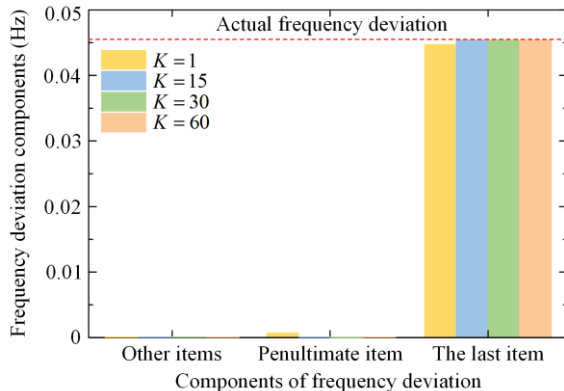 Actual frequency deviation
0.05
0.04
0.03
0.02
0.01
0
Frequency deviation components (Hz)
K = 1
K = 15
K = 30
K = 60
Other items
Penultimate item
The last item
Components of frequency deviation